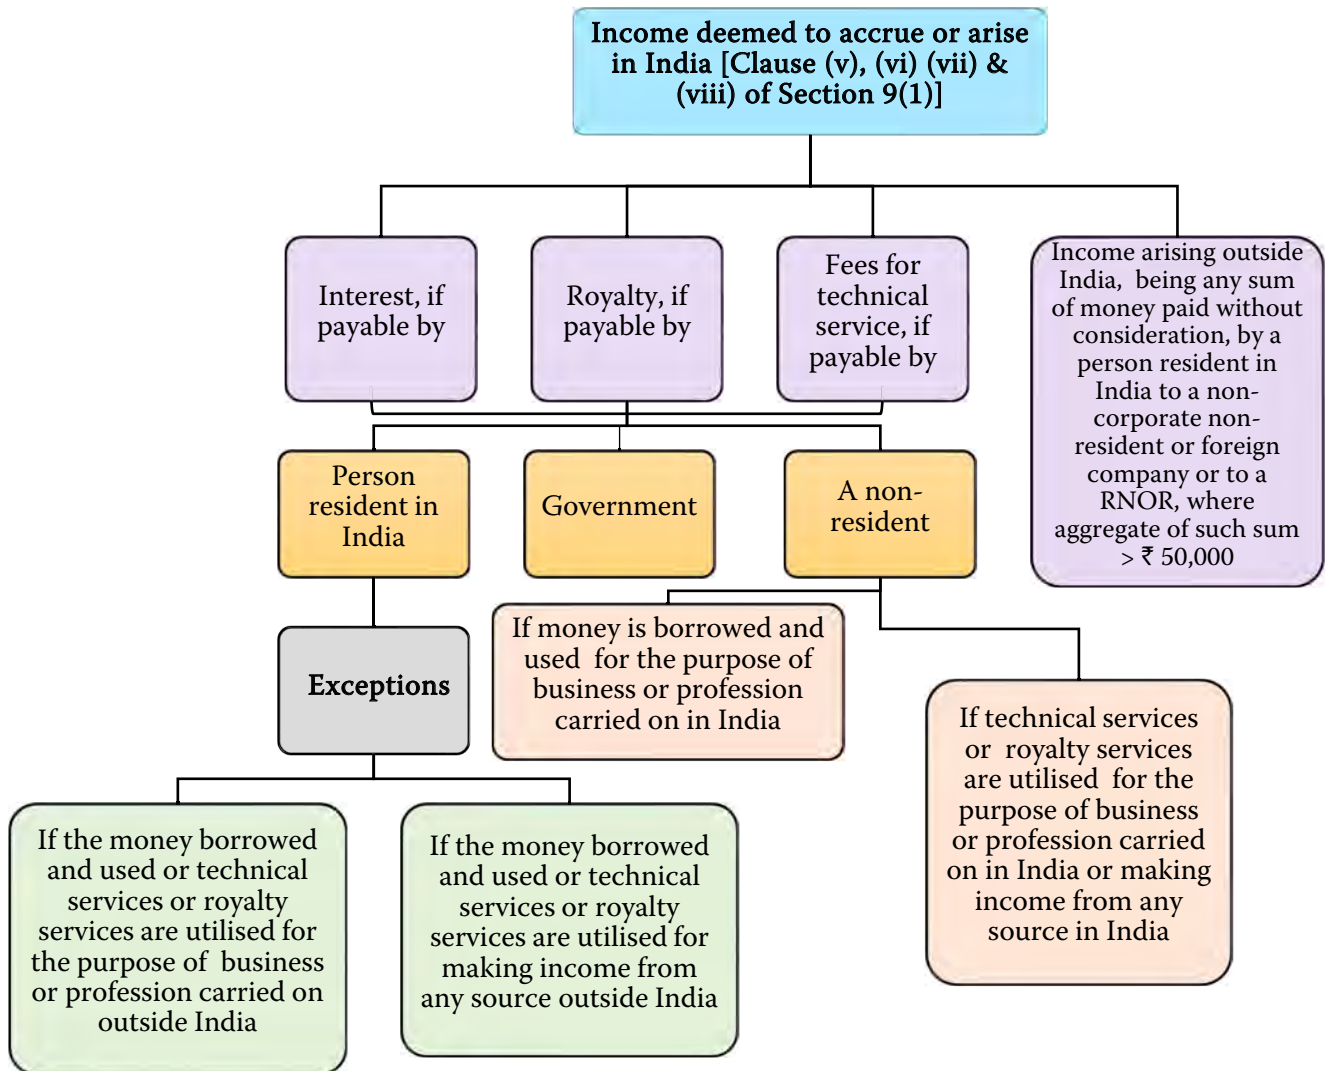 Income deemed to accrue or arise
in India [Clause (v), (vi) (vii) &
(viii) of Section 9(1)]
Interest, if
payable by
Royalty, if
payable by
Fees for
technical
service, if
payable by
Income arising outside
India, being any sum
of money paid without
consideration, by a
person resident in
India to a non-
corporate non-
resident or foreign
company or to a
RNOR, where
aggregate of such sum
> ₹ 50,000
Person
resident in
India
Government
A non-
resident
Exceptions
If money is borrowed and
used for the purpose of
business or profession
carried on in India
If technical services
or royalty services
are utilised for the
purpose of business
or profession carried
on in India or making
income from any
source in India
If the money borrowed
and used or technical
services or royalty
services are utilised for
the purpose of business
or profession carried on
outside India
If the money borrowed
and used or technical
services or royalty
services are utilised for
making income from
any source outside India